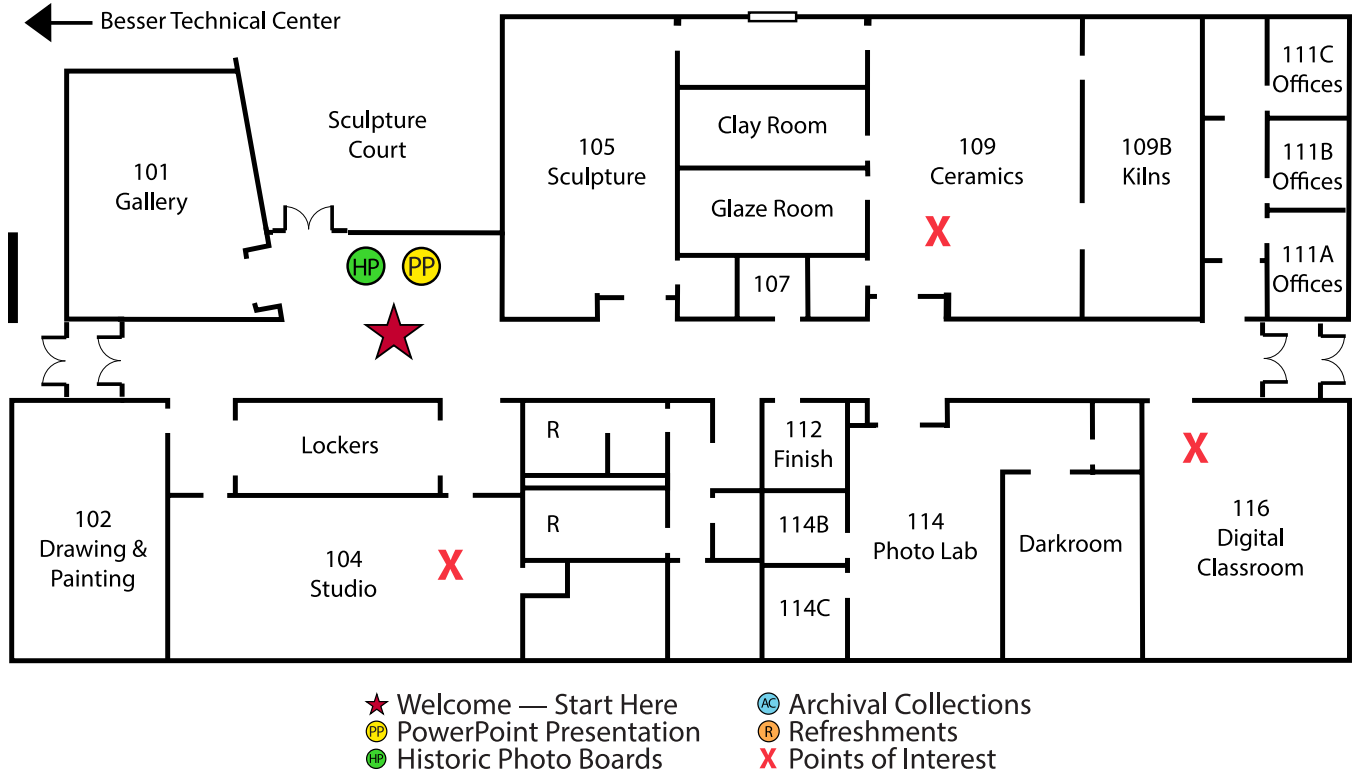 Besser Technical Center
101
Gallery
Sculpture
Court
105
Sculpture
Clay Room
Glaze Room
107
109
Ceramics
109B
Kilns
111C
Offices
111B
Offices
111A
Offices
HP
PP
Lockers
R
R
102
Drawing &
Painting
104
Studio
X
X
X
112
Finish
114B
114C
114
Photo Lab
Darkroom
116
Digital
Classroom
Welcome — Start Here
PP PowerPoint Presentation
HP Historic Photo Boards
AC Archival Collections
R Refreshments
X Points of Interest